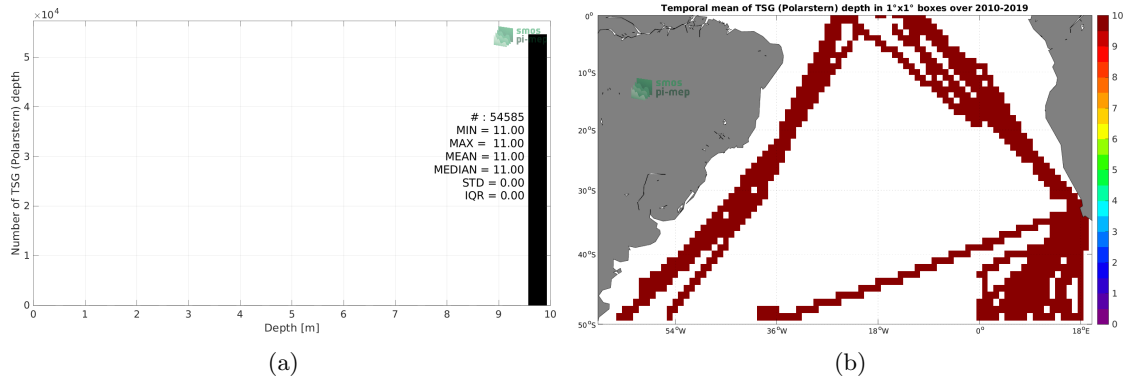 ×10⁴
smos
pi-mep
Number of TSG (Polarstern) depth
5
4
3
2
1
0
# : 54585
MIN = 11.00
MAX = 11.00
MEAN = 11.00
MEDIAN = 11.00
STD = 0.00
IQR = 0.00
0 1 2 3 4 5 6 7 8 9 10
Depth [m]
(a)
Temporal mean of TSG (Polarstern) depth in 1°x1° boxes over 2010-2019
smos
pi-mep
0°
10°S
20°S
30°S
40°S
50°S
54°W 36°W 18°W 0° 18°E
10
9
8
7
6
5
4
3
2
1
0
(b)